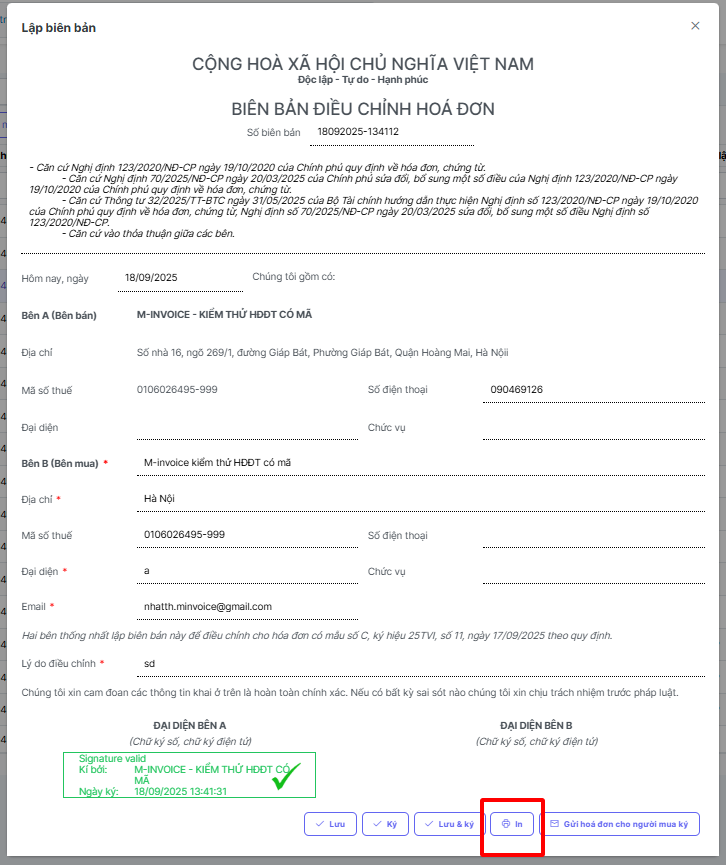 Lập biên bản
CỘNG HOÀ XÃ HỘI CHỦ NGHĨA VIỆT NAM
Độc lập - Tự do - Hạnh phúc
BIÊN BẢN ĐIỀU CHỈNH HOÁ ĐƠN
Số biên bản 18092025-134112
- Căn cứ Nghị định 123/2020/NĐ-CP ngày 19/10/2020 của Chính phủ quy định về hóa đơn, chứng từ.
- Căn cứ Nghị định 70/2025/NĐ-CP ngày 20/03/2025 của Chính phủ sửa đổi, bổ sung một số điều của Nghị định 123/2020/NĐ-CP ngày
19/10/2020 của Chính phủ quy định về hóa đơn, chứng từ.
- Căn cứ Thông tư 32/2025/TT-BTC ngày 31/05/2025 của Bộ Tài chính hướng dẫn thực hiện Nghị định số 123/2020/NĐ-CP ngày 19/10/2020
của Chính phủ quy định về hóa đơn, chứng từ, Nghị định số 70/2025/NĐ-CP ngày 20/03/2025 sửa đổi, bổ sung một số điều Nghị định số
123/2020/NĐ-CP.
- Căn cứ vào thỏa thuận giữa các bên.
Hôm nay, ngày 18/09/2025 Chúng tôi gồm có:
Bên A (Bên bán) M-INVOICE - KIỂM THỬ HĐĐT CÓ MÃ
Địa chỉ Số nhà 16, ngõ 269/1, đường Giáp Bát, Phường Giáp Bát, Quận Hoàng Mai, Hà Nộii
Mã số thuế 0106026495-999 Số điện thoại 090469126
Đại diện Chức vụ
Bên B (Bên mua) * M-invoice kiểm thử HĐĐT có mã
Địa chỉ * Hà Nội
Mã số thuế 0106026495-999 Số điện thoại
Đại diện * a Chức vụ
Email * nhatth.minvoice@gmail.com
Hai bên thống nhất lập biên bản này để điều chỉnh cho hóa đơn có mẫu số C, ký hiệu 25TVI, số 11, ngày 17/09/2025 theo quy định.
Lý do điều chỉnh * sd
Chúng tôi xin cam đoan các thông tin khai ở trên là hoàn toàn chính xác. Nếu có bất kỳ sai sót nào chúng tôi xin chịu trách nhiệm trước pháp luật.
ĐẠI DIỆN BÊN A ĐẠI DIỆN BÊN B
(Chữ ký số, chữ ký điện tử) (Chữ ký số, chữ ký điện tử)
Signature valid
Kí bởi: M-INVOICE - KIỂM THỬ HĐĐT CÓ
MÃ
Ngày ký: 18/09/2025 13:41:31
Lưu Ký Lưu & ký In Gửi hoá đơn cho người mua ký